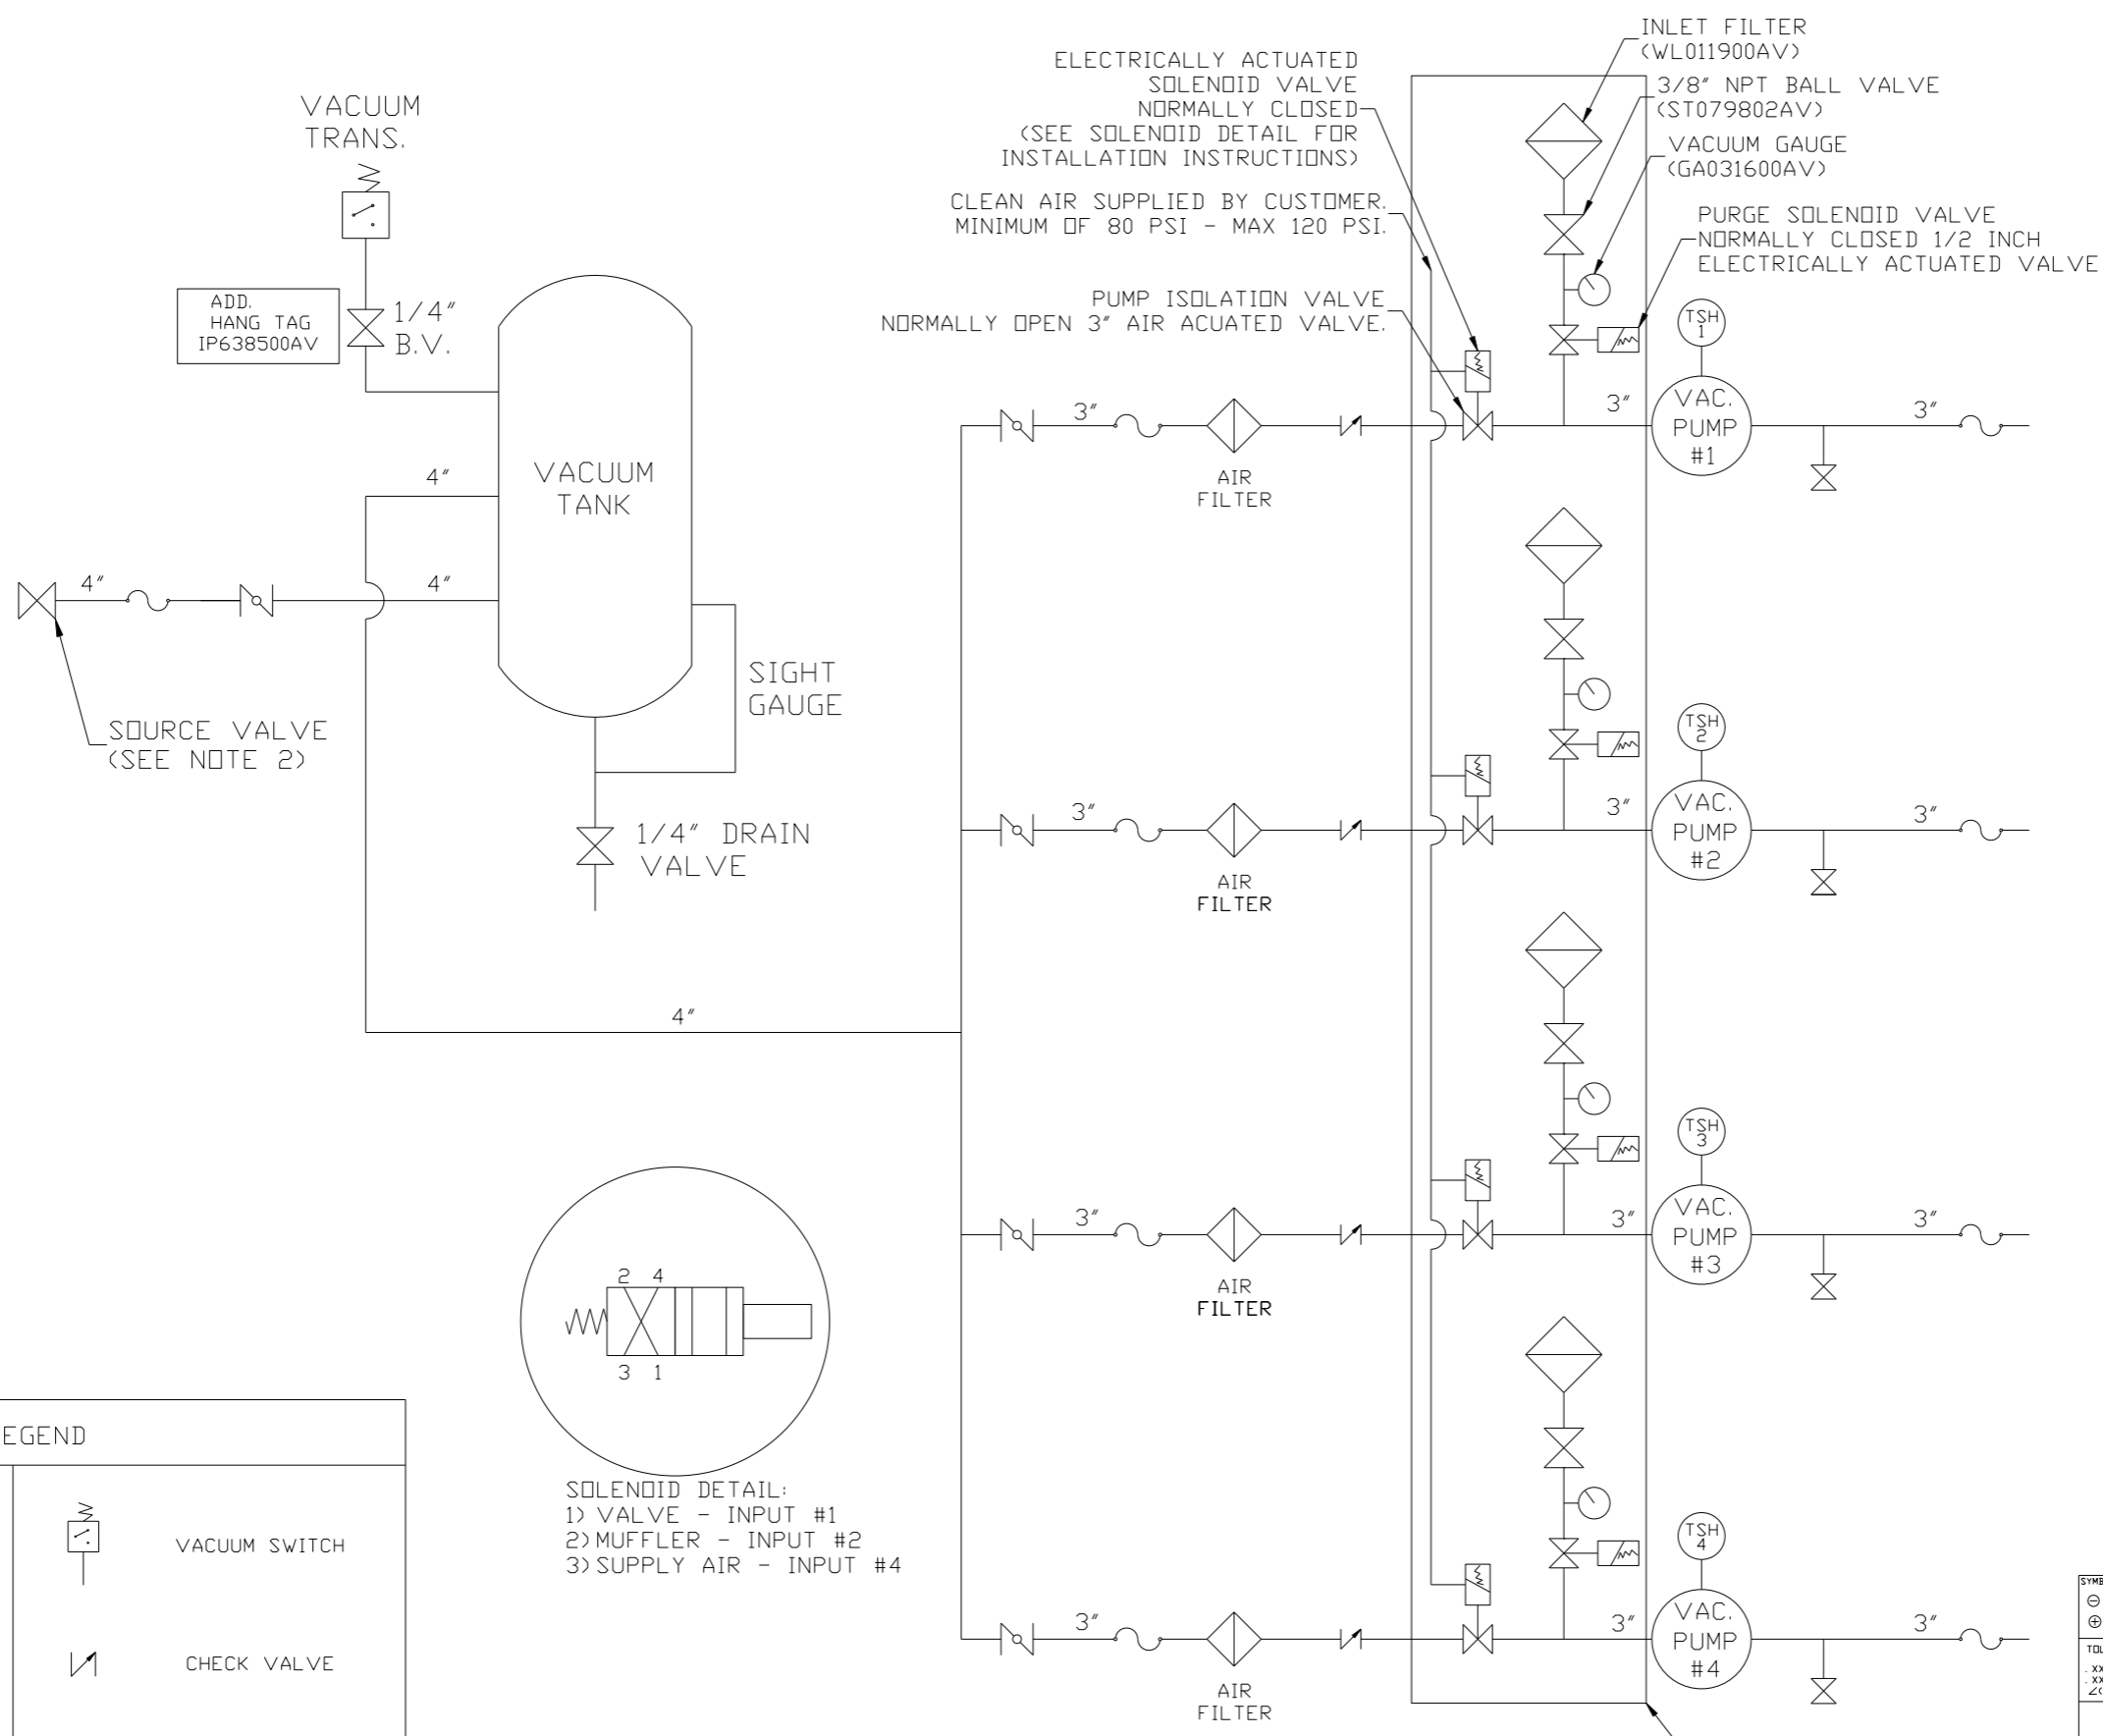 VACUUM
TRANS.
ADD.
HANG TAG
IP638500AV
1/4"
B.V.
VACUUM
TANK
4"
4"
4"
SOURCE VALVE
(SEE NOTE 2)
SIGHT
GAUGE
1/4" DRAIN
VALVE
4"
ELECTRICALLY ACTUATED
SOLENOID VALVE
NORMALLY CLOSED
(SEE SOLENOID DETAIL FOR
INSTALLATION INSTRUCTIONS)
CLEAN AIR SUPPLIED BY CUSTOMER.
MINIMUM OF 80 PSI - MAX 120 PSI.
PUMP ISOLATION VALVE
NORMALLY OPEN 3" AIR ACUATED VALVE.
INLET FILTER
(WL011900AV)
3/8" NPT BALL VALVE
(ST079802AV)
VACUUM GAUGE
(GA031600AV)
PURGE SOLENOID VALVE
NORMALLY CLOSED 1/2 INCH
ELECTRICALLY ACTUATED VALVE
TSH
1
3"
AIR
FILTER
3"
VAC.
PUMP
#1
3"
TSH
2
3"
AIR
FILTER
3"
VAC.
PUMP
#2
3"
TSH
3
3"
AIR
FILTER
3"
VAC.
PUMP
#3
3"
TSH
4
3"
AIR
FILTER
3"
VAC.
PUMP
#4
3"
2 4
3 1
SOLENOID DETAIL:
1) VALVE - INPUT #1
2) MUFFLER - INPUT #2
3) SUPPLY AIR - INPUT #4
EGEND
VACUUM SWITCH
CHECK VALVE